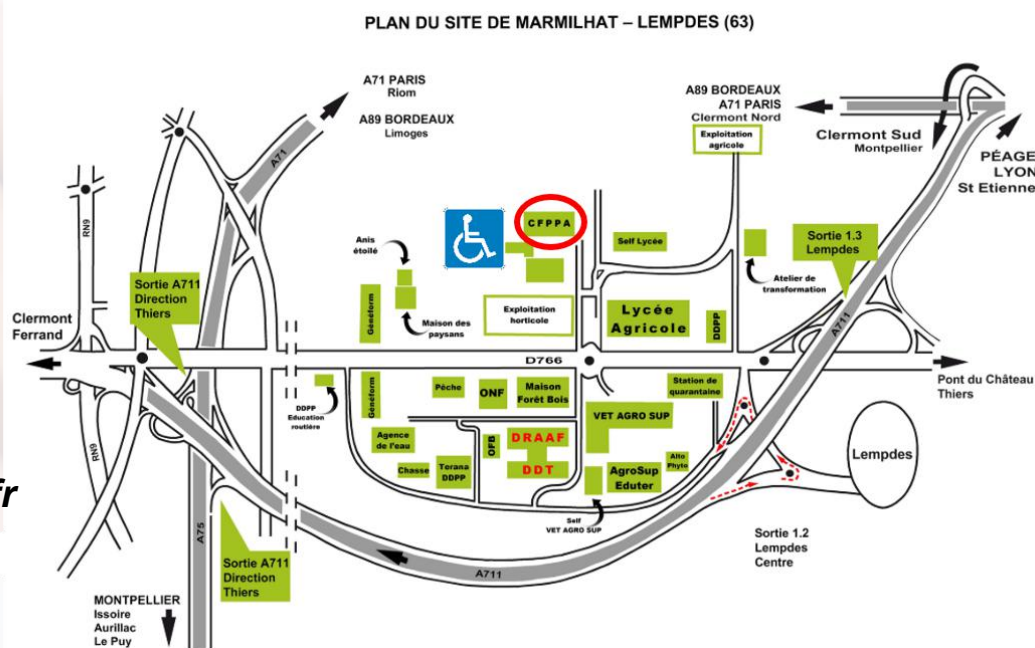 PLAN DU SITE DE MARMILHAT – LEMPDES (63)
A71 PARIS
Riom
A89 BORDEAUX
Limoges
A89 BORDEAUX
A71 PARIS
Clermont Nord
Exploitation
agricole
Clermont Sud
Montpellier
PÉAGE
LYON
St Etienne
A71
RN9
CFPPA
Self Lycée
Sortie 1.3
Lempdes
Anis
étoilé
Atelier de
transformation
Sortie A711
Direction
Thiers
Généform
Maison des
paysans
Exploitation
horticole
Lycée
Agricole
DDPP
A711
Clermont
Ferrand
D766
Pont du Château
Thiers
DDPP
Education
routière
Généform
Pêche
ONF
Maison
Forêt Bois
Station de
quarantaine
VET AGRO SUP
Agence
de l'eau
OFB
DRAAF
DDT
Chasse
Terana
DDPP
AgroSup
Eduter
Alto
Phyto
Lempdes
RN9
fr
Self
VET AGRO SUP
Sortie 1.2
Lempdes
Centre
A75
Sortie A711
Direction
Thiers
A711
MONTPELLIER
Issoire
Aurillac
Le Puy